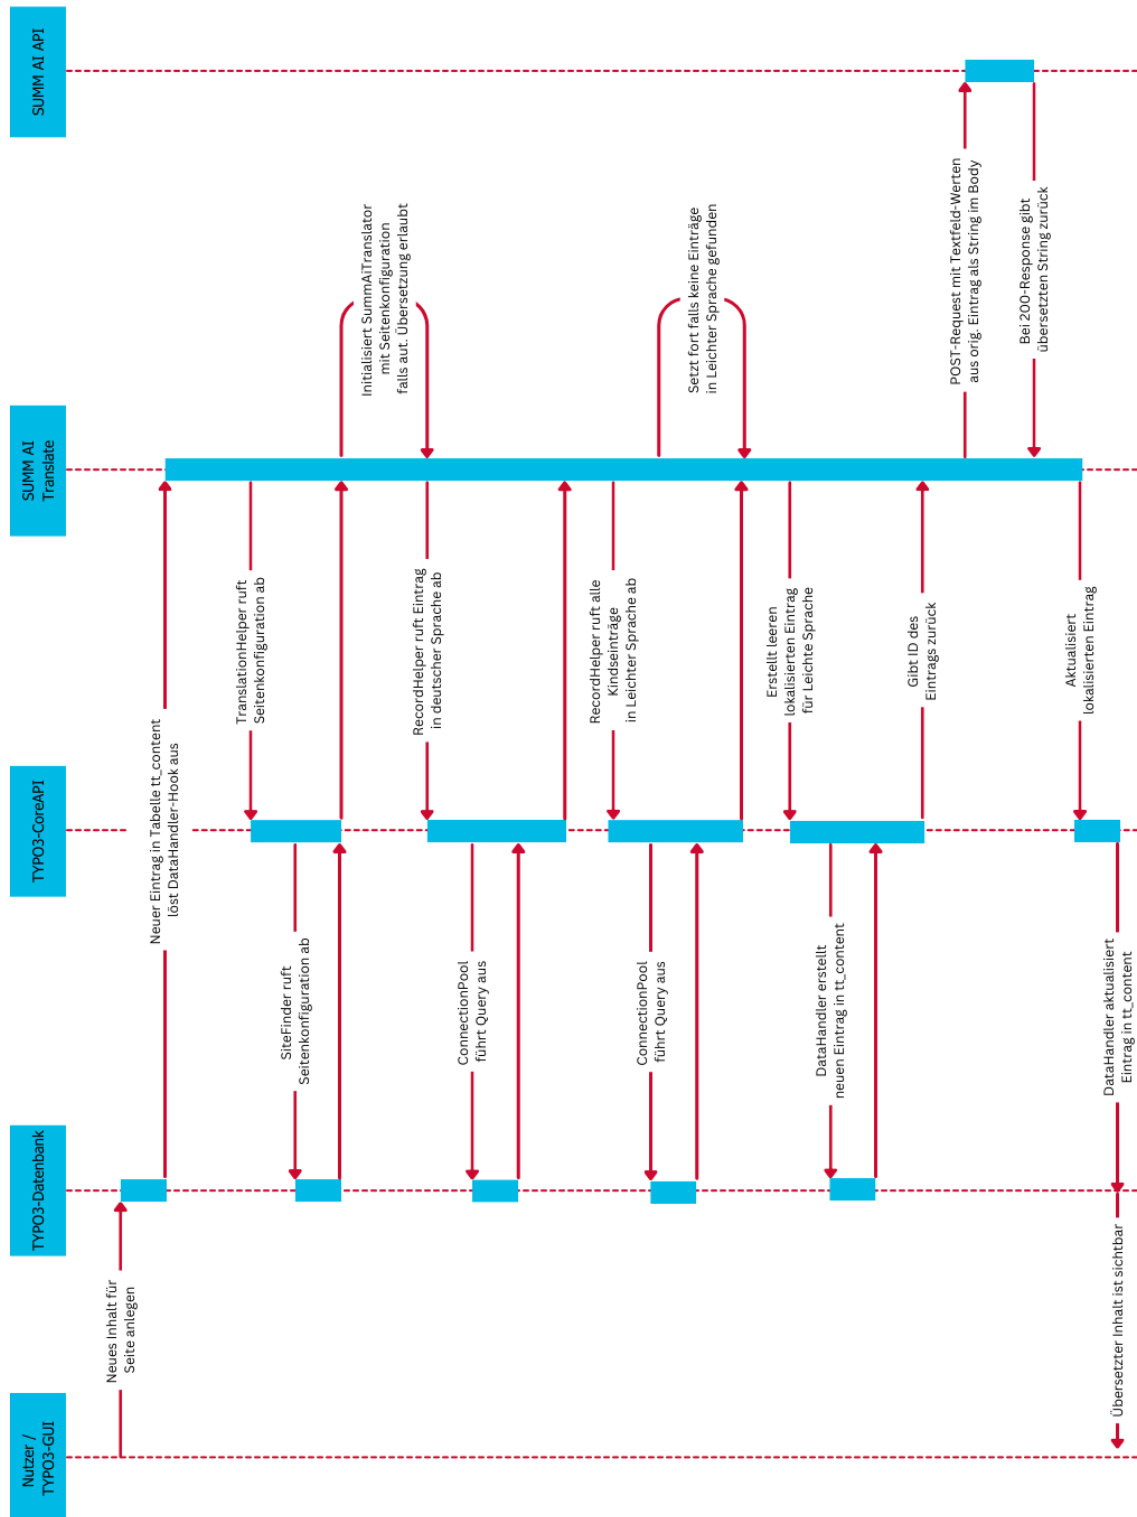 Nutzer /
TYPO3-GUI
TYPO3-Datenbank
TYPO3-CoreAPI
SUMM AI
Translate
SUMM AI API
Neues Inhalt für
Seite anlegen
Neuer Eintrag in Tabelle tt_content
löst DataHandler-Hook aus
TranslationHelper ruft
Seitenkonfiguration ab
SiteFinder ruft
Seitenkonfiguration ab
Initialisiert SummAiTranslator
mit Seitenkonfiguration
falls aut. Übersetzung erlaubt
RecordHelper ruft Eintrag
in deutscher Sprache ab
ConnectionPool
führt Query aus
RecordHelper ruft alle
Kindseinträge
in Leichter Sprache ab
ConnectionPool
führt Query aus
Setzt fort falls keine Einträge
in Leichter Sprache gefunden
Erstellt leeren
lokalisierten Eintrag
für Leichte Sprache
DataHandler erstellt
neuen Eintrag in tt_content
Gibt ID des
Eintrags zurück
POST-Request mit Textfeld-Werten
aus orig. Eintrag als String im Body
Bei 200-Response gibt
übersetzten String zurück
Aktualisiert
lokalisierten Eintrag
DataHandler aktualisiert
Eintrag in tt_content
Übersetzter Inhalt ist sichtbar